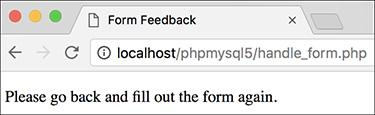 Form Feedback
localhost/phpmysql5/handle_form.php
Please go back and fill out the form again.